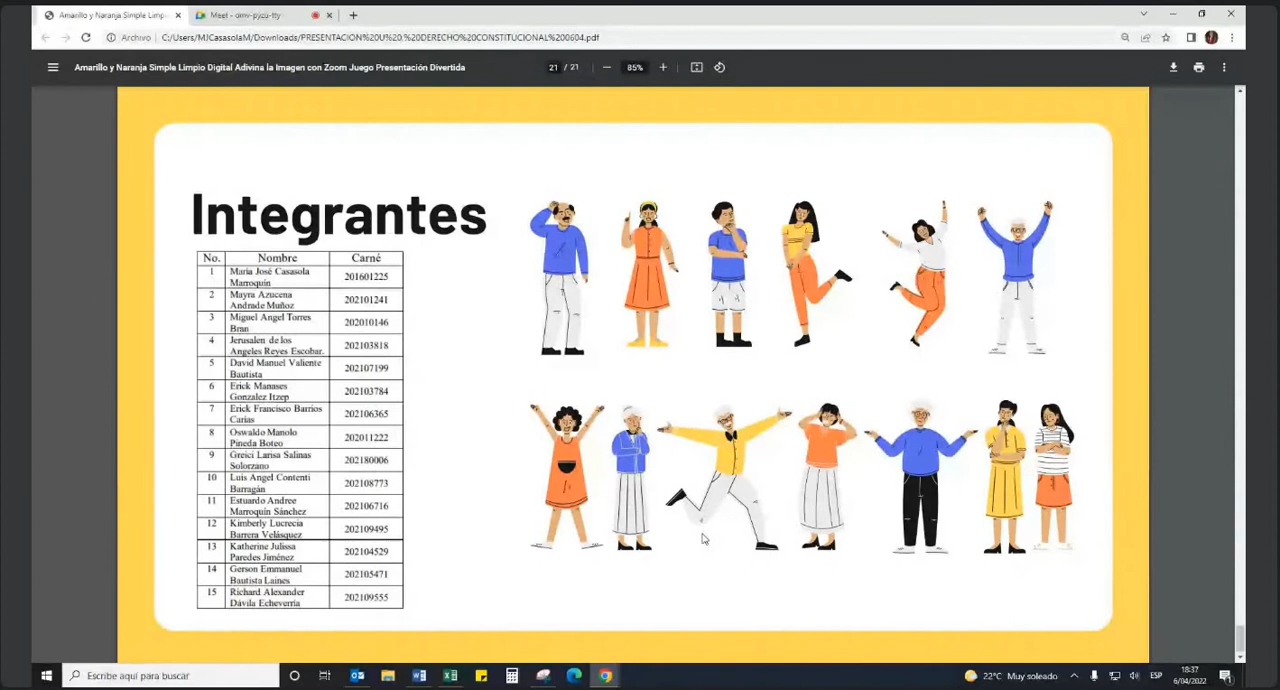 Amarillo y Naranja Simple Limp
Meet - dmv-pyzu-tty
Archivo
C:/Users/MJCasasolaM/Downloads/PRESENTACION%20U%20.%20DERECHO%20CONSTITUCIONAL%200604.pdf
Amarillo y Naranja Simple Limpio Digital Adivina la Imagen con Zoom Juego Presentación Divertida
21 / 21
85%
Integrantes
No. Nombre Carné
1 María José Casasola Marroquín 201601225
2 Mayra Azucena Andrade Muñoz 202101241
3 Miguel Angel Torres Bran 202010146
4 Jerusalen de los Angeles Reyes Escobar. 202103818
5 David Manuel Valiente Bautista 202107199
6 Erick Manases Gonzalez Itzep 202103784
7 Erick Francisco Barrios Carias 202106365
8 Oswaldo Manolo Pineda Boteo 202011222
9 Greici Larisa Salinas Solorzano 202180006
10 Luis Angel Contenti Barragán 202108773
11 Estuardo Andree Marroquín Sánchez 202106716
12 Kimberly Lucrecia Barrera Velásquez 202109495
13 Katherine Julissa Paredes Jiménez 202104529
14 Gerson Emmanuel Bautista Laines 202105471
15 Richard Alexander Dávila Echeverría 202109555
Escribe aquí para buscar
22°C Muy soleado
ESP
18:37
6/04/2022